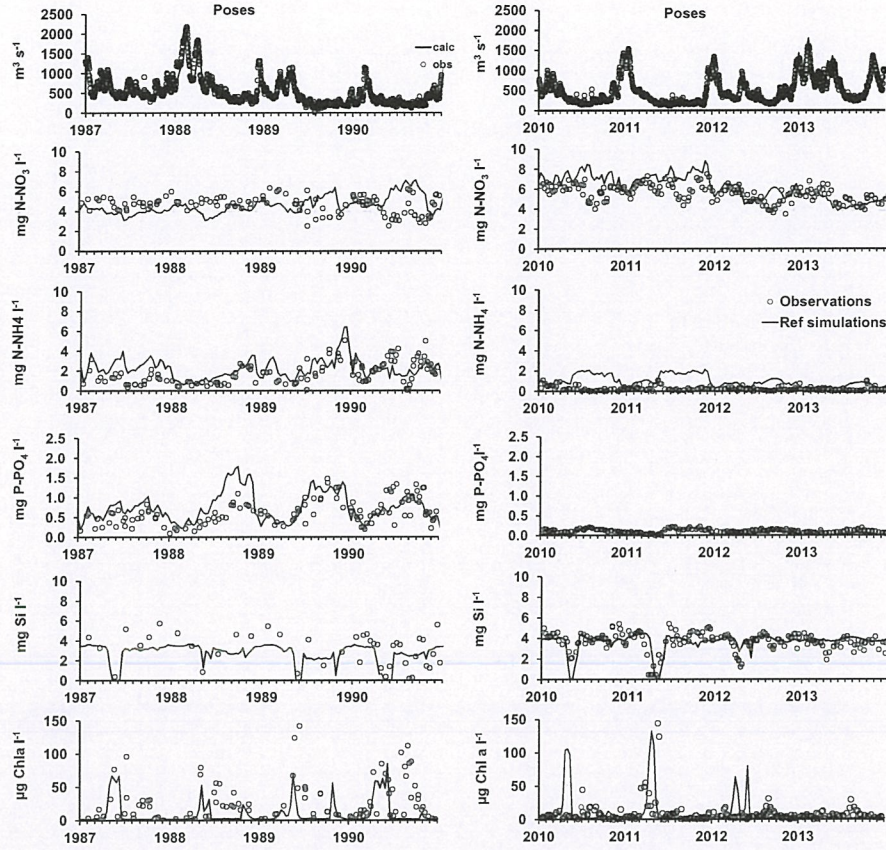 Poses
m³ s⁻¹
2500
2000
1500
1000
500
0
calc
obs
1987 1988 1989 1990
mg N-NO₃ l⁻¹
10
8
6
4
2
0
1987 1988 1989 1990
mg N-NH4 l⁻¹
10
8
6
4
2
0
1987 1988 1989 1990
mg P-PO₄ l⁻¹
2.5
2.0
1.5
1.0
0.5
0.0
1987 1988 1989 1990
mg Si l⁻¹
10
8
6
4
2
0
1987 1988 1989 1990
µg Chla l⁻¹
150
100
50
0
1987 1988 1989 1990
Poses
m³ s⁻¹
2500
2000
1500
1000
500
0
2010 2011 2012 2013
mg N-NO₃ l⁻¹
10
8
6
4
2
0
2010 2011 2012 2013
mg N-NH₄ l⁻¹
10
8
6
4
2
0
Observations
Ref simulations
2010 2011 2012 2013
mg P-PO₄l⁻¹
2.5
2.0
1.5
1.0
0.5
0.0
2010 2011 2012 2013
mg Si l⁻¹
10
8
6
4
2
0
2010 2011 2012 2013
µg Chl a l⁻¹
150
100
50
0
2010 2011 2012 2013